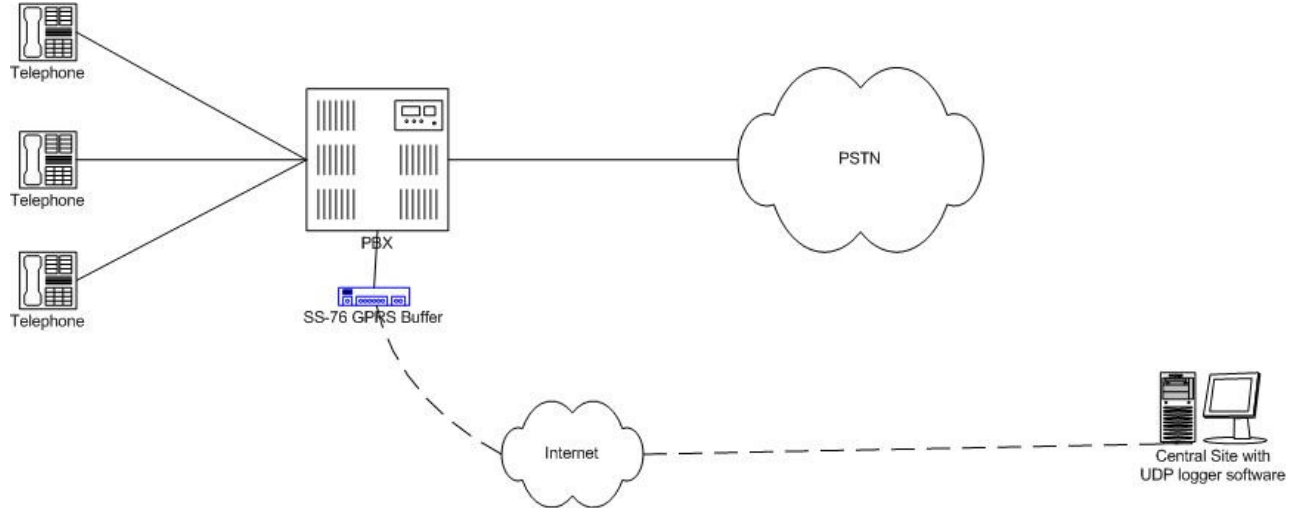 Telephone
PSTN
Telephone
PBX
SS-76 GPRS Buffer
Telephone
Internet
Central Site with
UDP logger software